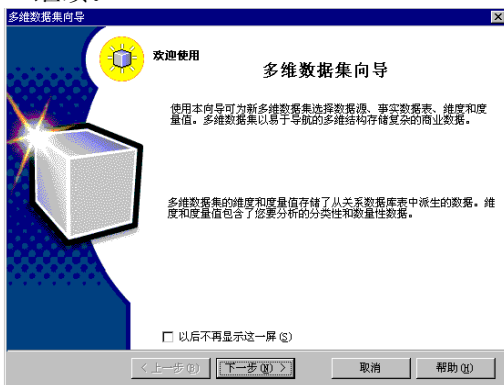 多维数据集向导
欢迎使用
多维数据集向导
使用本向导可为新多维数据集选择数据源、事实数据表、维度和度
量值。多维数据集以易于导航的多维结构存储复杂的商业数据。
多维数据集的维度和度量值存储了从关系数据库表中派生的数据。维
度和度量值包含了您要分析的分类性和数量性数据。
以后不再显示这一屏(S)
< 上一步(B) 下一步(N) > 取消 帮助(H)